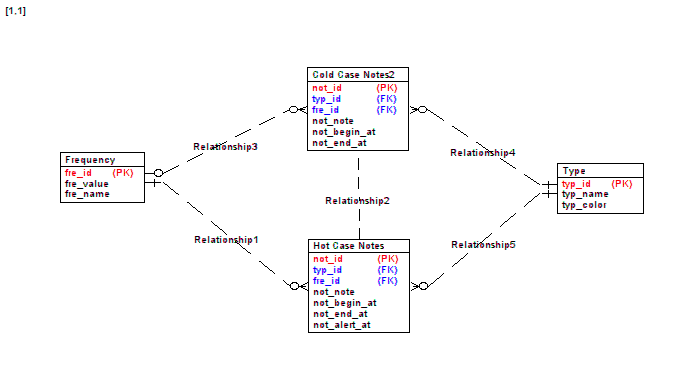 [1,1]
Cold Case Notes2
not_id (PK)
typ_id (FK)
fre_id (FK)
not_note
not_begin_at
not_end_at
Relationship3
Relationship4
Frequency
fre_id (PK)
fre_value
fre_name
Type
typ_id (PK)
typ_name
typ_color
Relationship2
Relationship1
Relationship5
Hot Case Notes
not_id (PK)
typ_id (FK)
fre_id (FK)
not_note
not_begin_at
not_end_at
not_alert_at